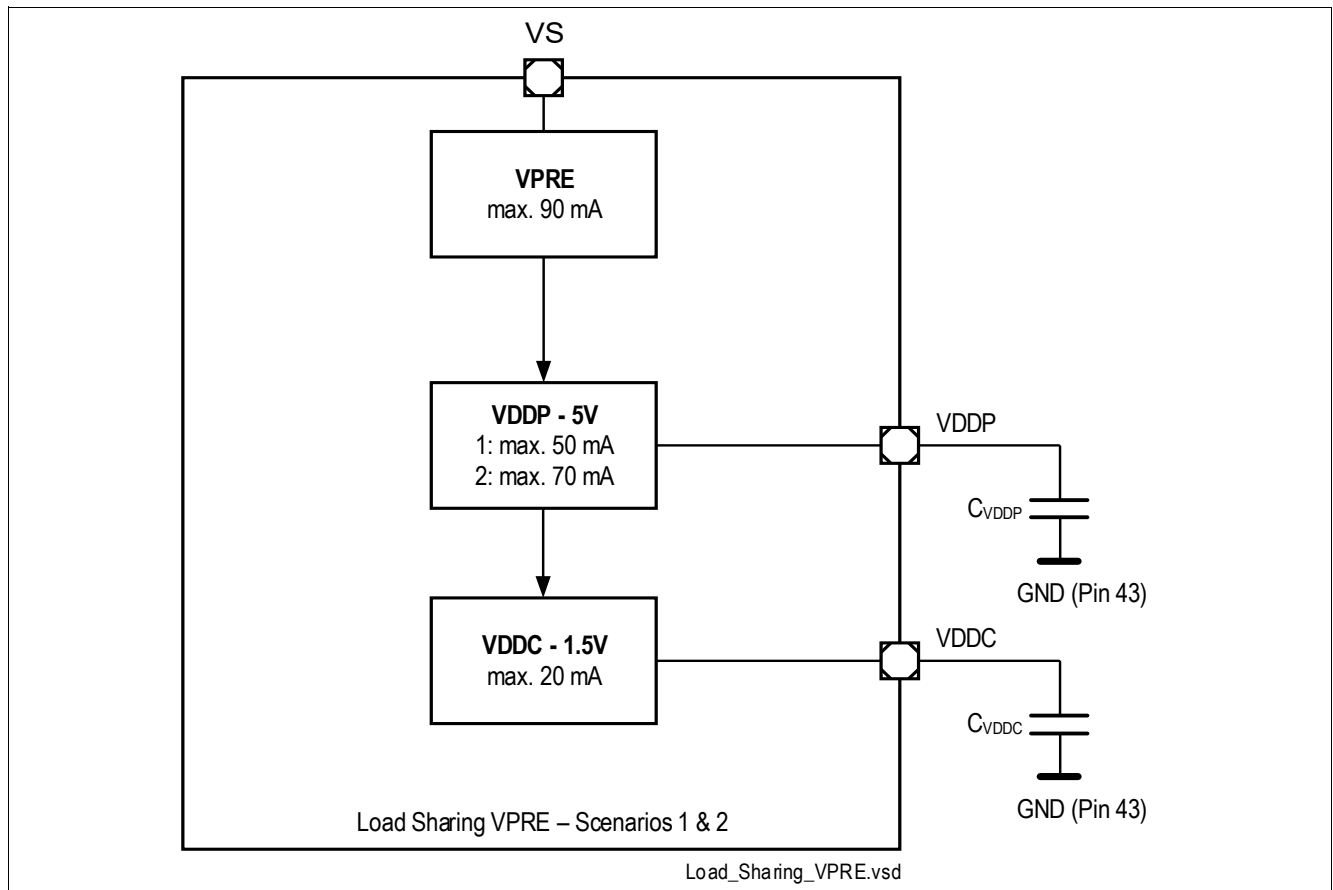 VS
VPRE
max. 90 mA
VDDP - 5V
1: max. 50 mA
2: max. 70 mA
VDDP
CVDDP
GND (Pin 43)
VDDC - 1.5V
max. 20 mA
VDDC
CVDDC
GND (Pin 43)
Load Sharing VPRE – Scenarios 1 & 2
Load_Sharing_VPRE.vsd